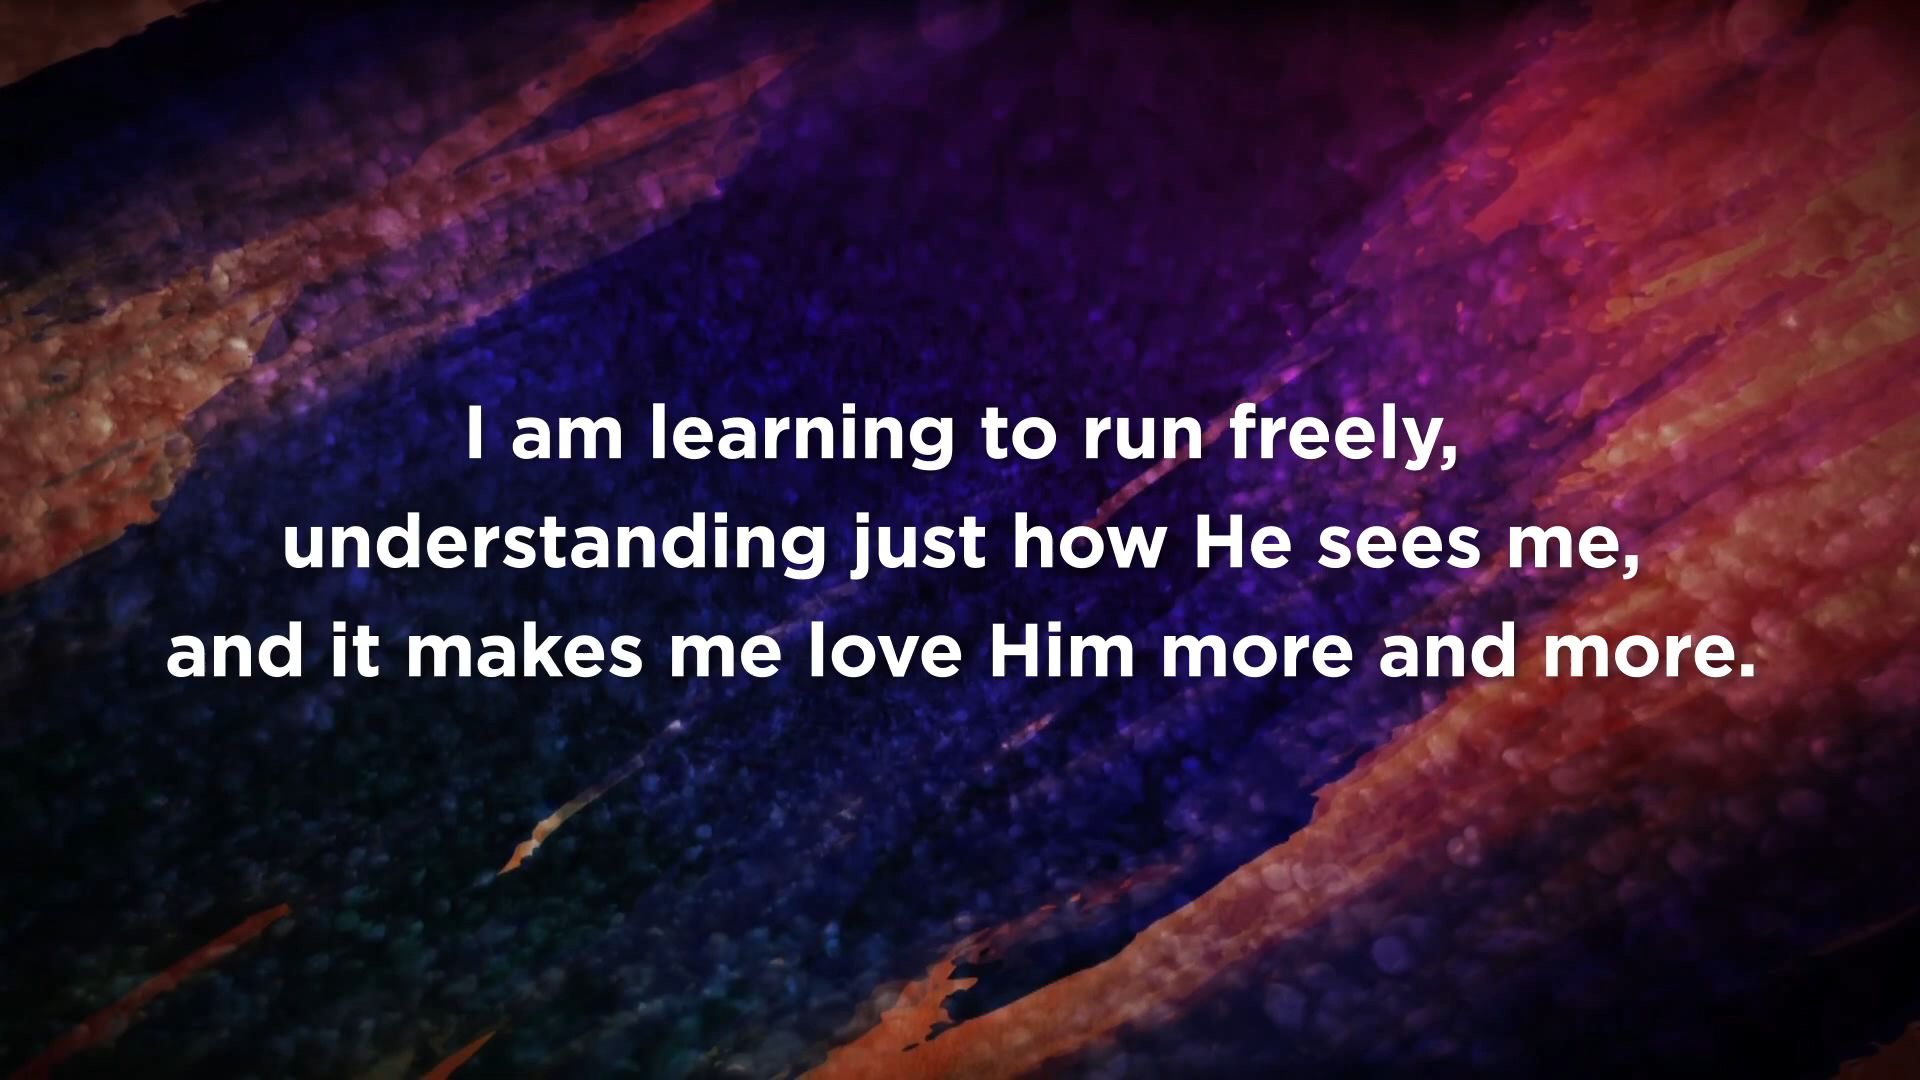 I am learning to run freely,
understanding just how He sees me,
and it makes me love Him more and more.